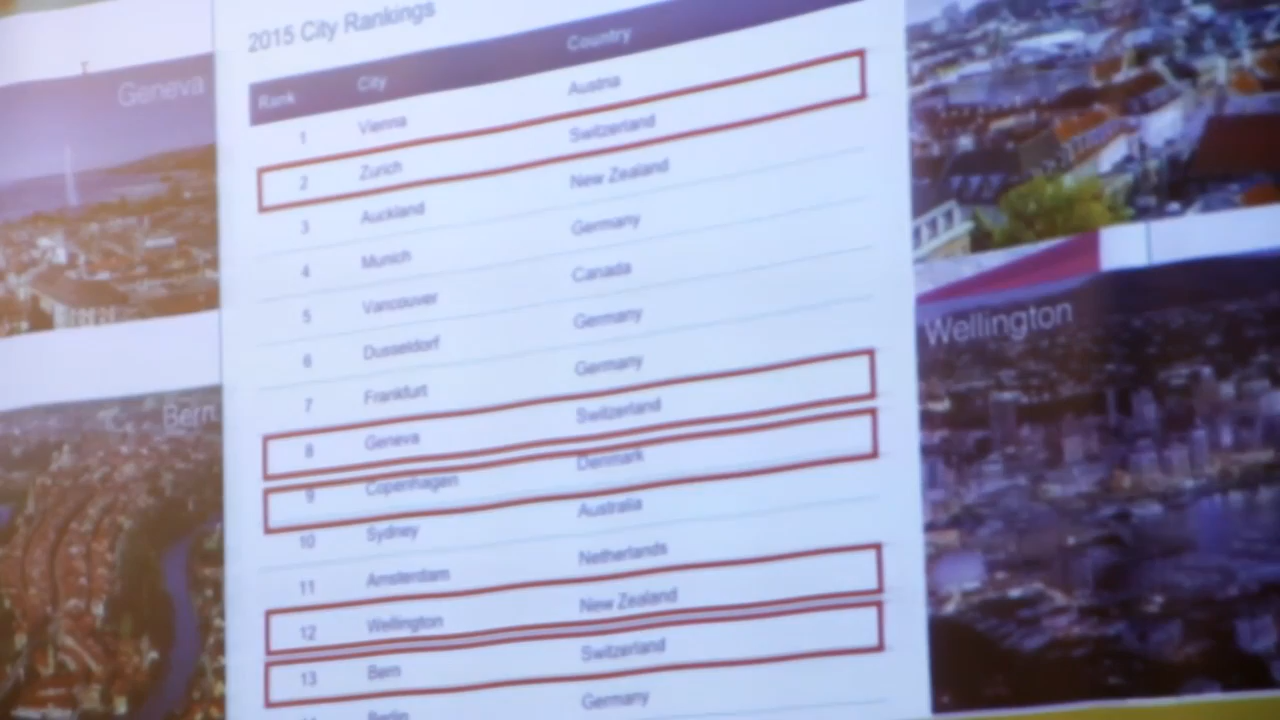 2015 City Rankings
Rank City Country
1 Vienna Austria
2 Zurich Switzerland
3 Auckland New Zealand
4 Munich Germany
5 Vancouver Canada
6 Dusseldorf Germany
7 Frankfurt Germany
8 Geneva Switzerland
9 Copenhagen Denmark
10 Sydney Australia
11 Amsterdam Netherlands
12 Wellington New Zealand
13 Bern Switzerland
Berlin Germany
Geneva
Bern
Wellington